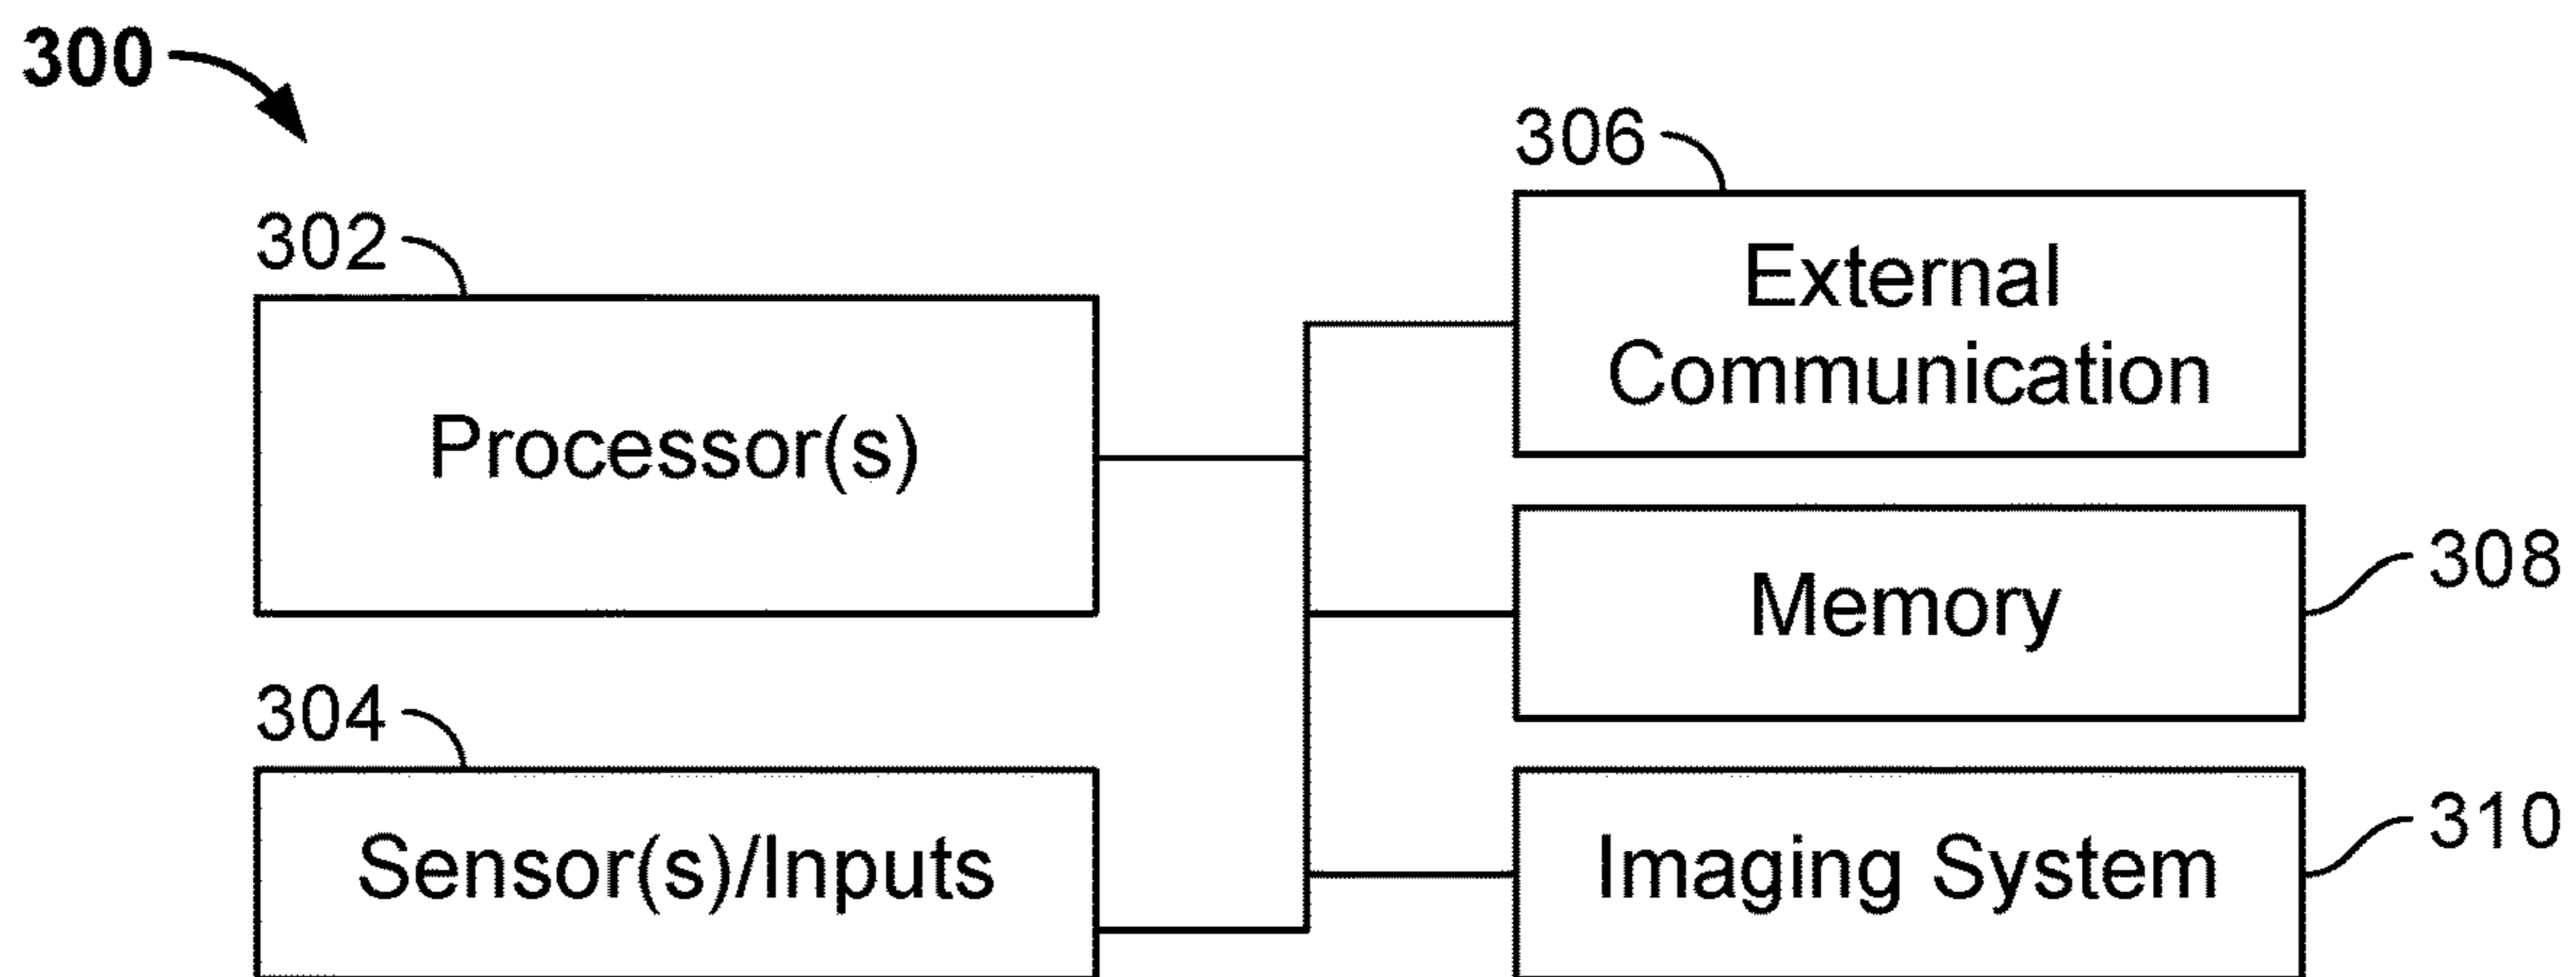 300
302
Processor(s)
304
Sensor(s)/Inputs
306
External
Communication
Memory
308
Imaging System
310